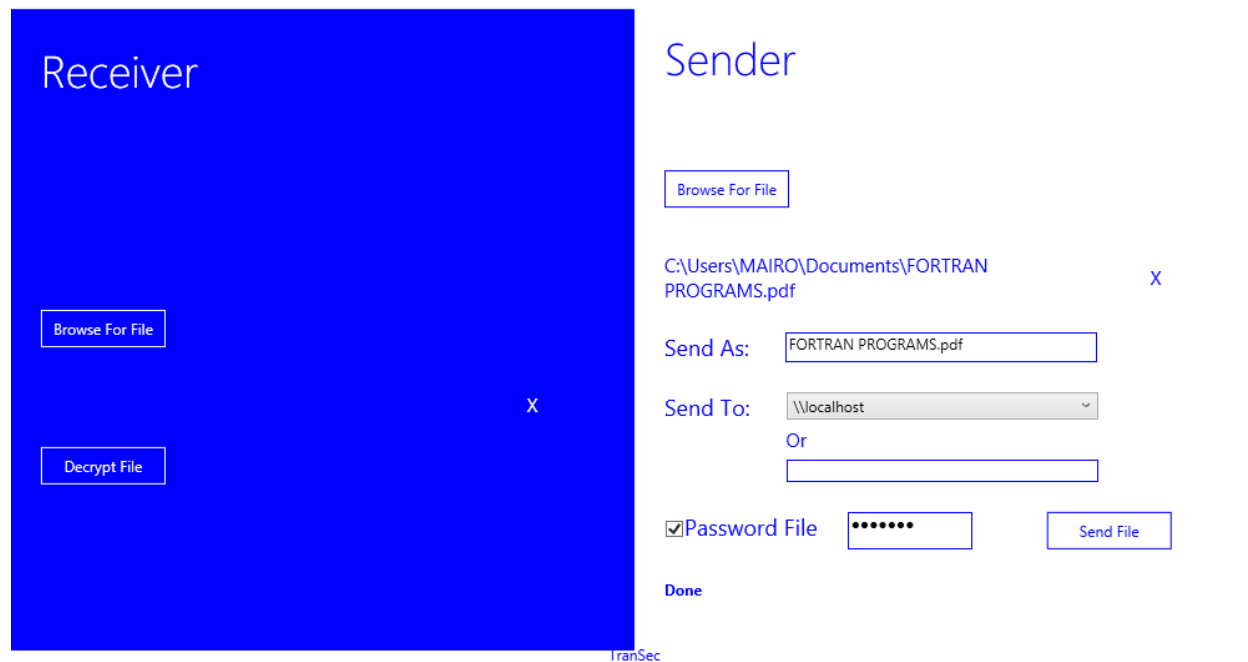 Receiver
Browse For File
X
Decrypt File
Sender
Browse For File
C:\Users\MAIRO\Documents\FORTRAN
PROGRAMS.pdf
X
Send As: FORTRAN PROGRAMS.pdf
Send To: \\localhost
Or
Password File ●●●●●●● Send File
Done
TranSec